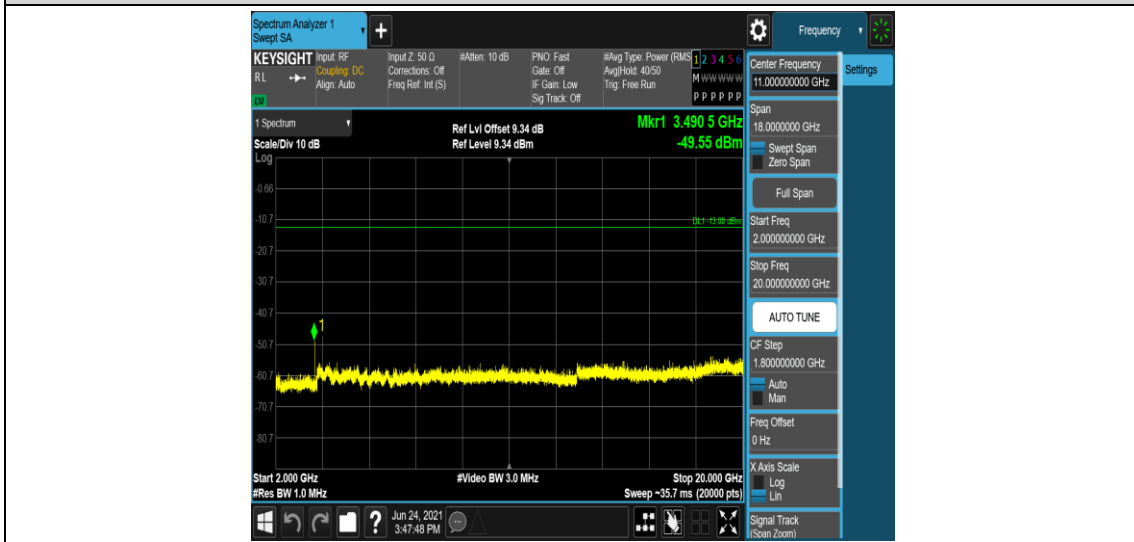 Spectrum Analyzer 1
Swept SA
+
Frequency
KEYSIGHT
RL
LXI
Input: RF
Coupling: DC
Align: Auto
Input Z: 50 Ω
Corrections: Off
Freq Ref: Int (S)
#Atten: 10 dB
PNO: Fast
Gate: Off
IF Gain: Low
Sig Track: Off
#Avg Type: Power (RMS
Avg|Hold: 40/50
Trig: Free Run
1 2 3 4 5 6
M W W W W W
P P P P P P
1 Spectrum
Scale/Div 10 dB
Ref Lvl Offset 9.34 dB
Ref Level 9.34 dBm
Mkr1 3.490 5 GHz
-49.55 dBm
Log
-0.66
-10.7
DL1 -13.00 dBm
-20.7
-30.7
-40.7
1
-50.7
-60.7
-70.7
-80.7
Start 2.000 GHz
#Video BW 3.0 MHz
Stop 20.000 GHz
#Res BW 1.0 MHz
Sweep ~35.7 ms (20000 pts)
?
Jun 24, 2021
3:47:48 PM
Center Frequency
11.000000000 GHz
Settings
Span
18.0000000 GHz
Swept Span
Zero Span
Full Span
Start Freq
2.000000000 GHz
Stop Freq
20.000000000 GHz
AUTO TUNE
CF Step
1.800000000 GHz
Auto
Man
Freq Offset
0 Hz
X Axis Scale
Log
Lin
Signal Track
(Span Zoom)